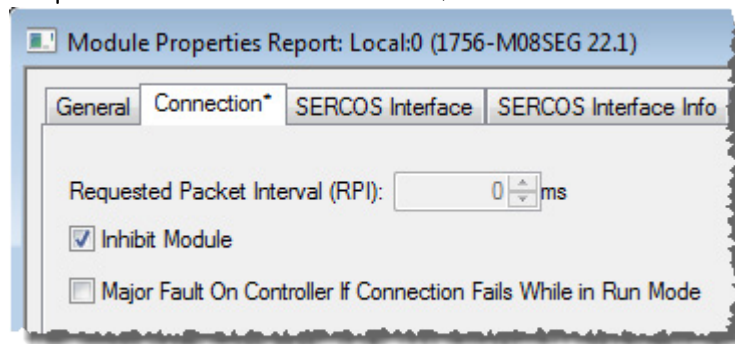 Module Properties Report: Local:0 (1756-M08SEG 22.1)
General Connection* SERCOS Interface SERCOS Interface Info
Requested Packet Interval (RPI): 0 ms
Inhibit Module
Major Fault On Controller If Connection Fails While in Run Mode